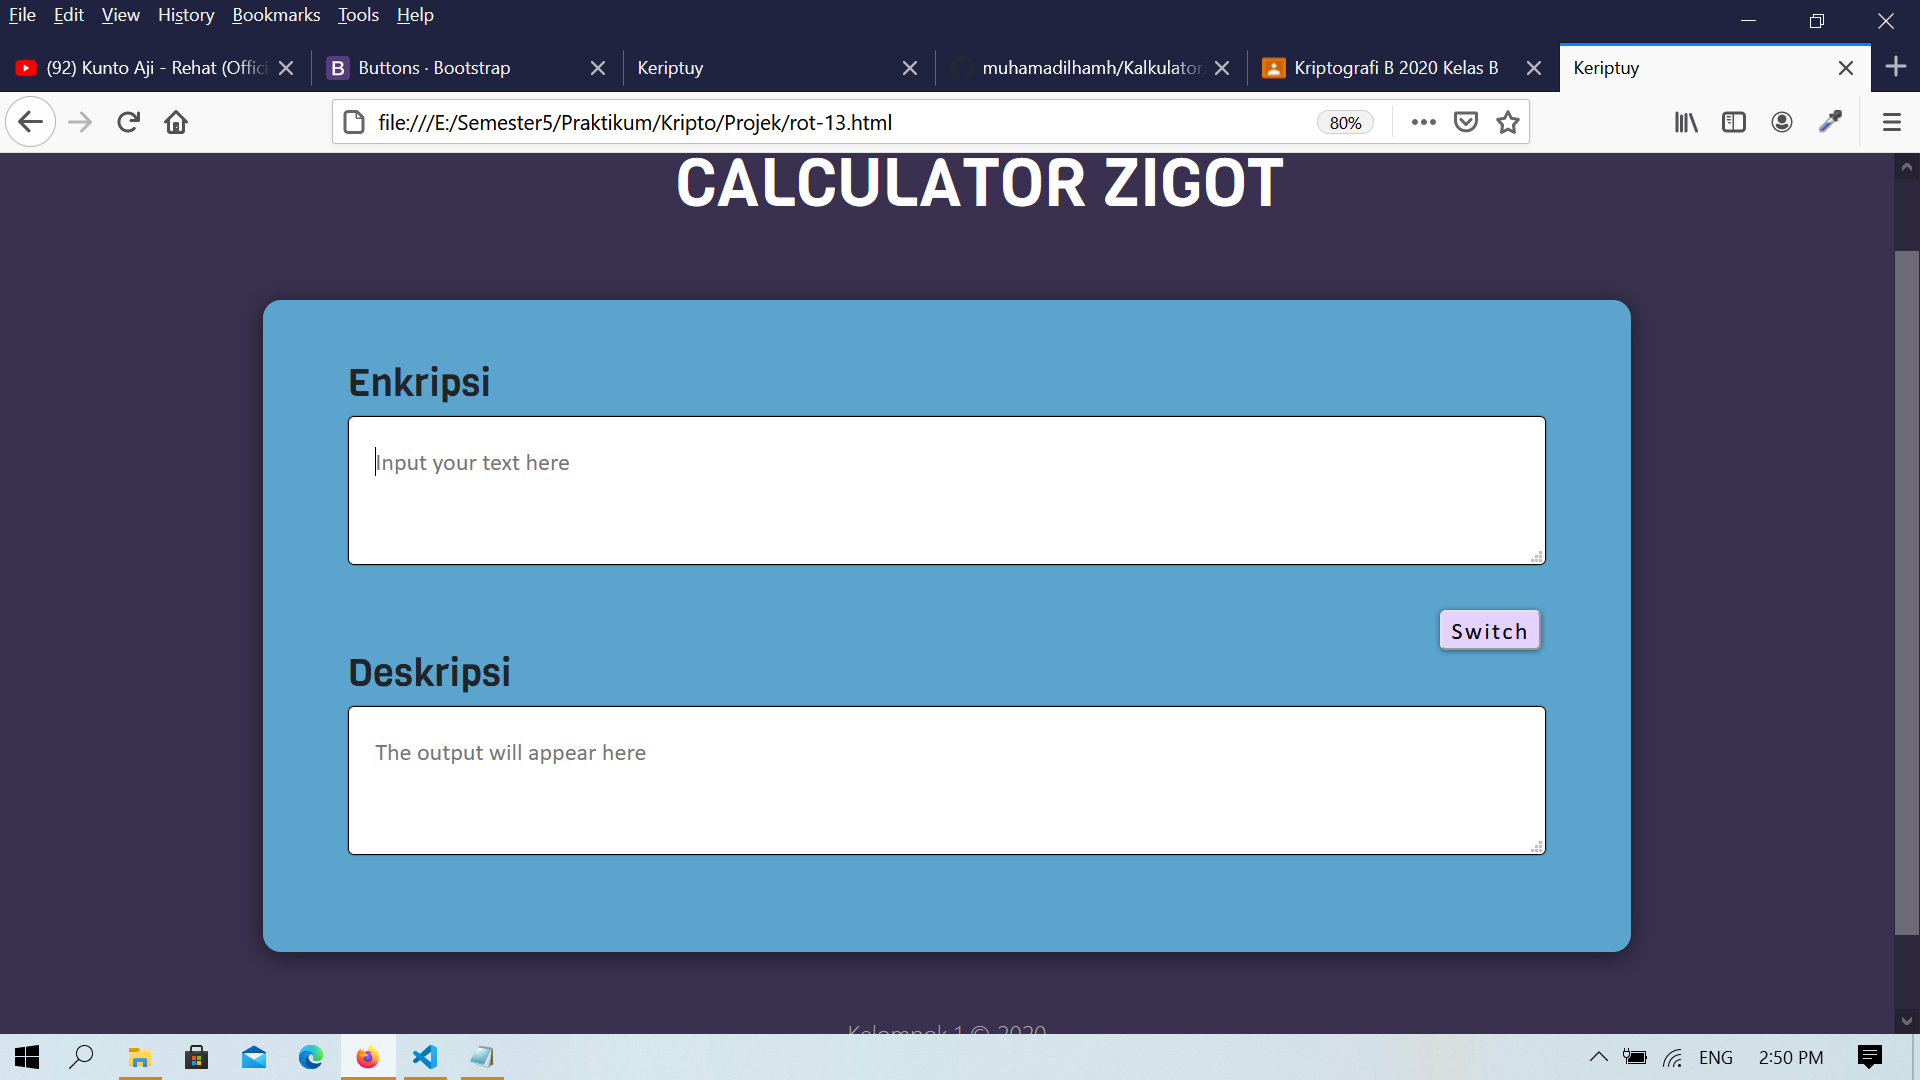 File Edit View History Bookmarks Tools Help
(92) Kunto Aji - Rehat (Offici
B Buttons · Bootstrap
Keriptuy
muhamadilhamh/Kalkulator
Kriptografi B 2020 Kelas B
Keriptuy
file:///E:/Semester5/Praktikum/Kripto/Projek/rot-13.html
80%
CALCULATOR ZIGOT
Enkripsi
Input your text here
Switch
Deskripsi
The output will appear here
Kelompok 1 © 2020
ENG
2:50 PM